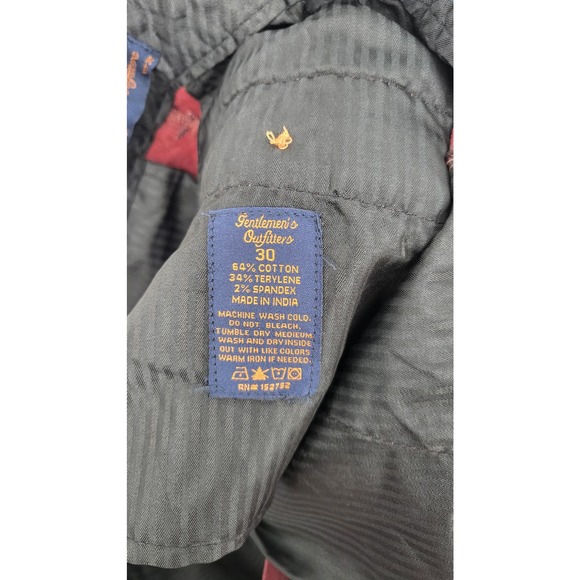 Gentlemen's
Outfitters
30
64% COTTON
34% TERYLENE
2% SPANDEX
MADE IN INDIA
MACHINE WASH COLD.
DO NOT BLEACH.
TUMBLE DRY MEDIUM
WASH AND DRY INSIDE
OUT WITH LIKE COLORS
WARM IRON IF NEEDED.
RN# 152792